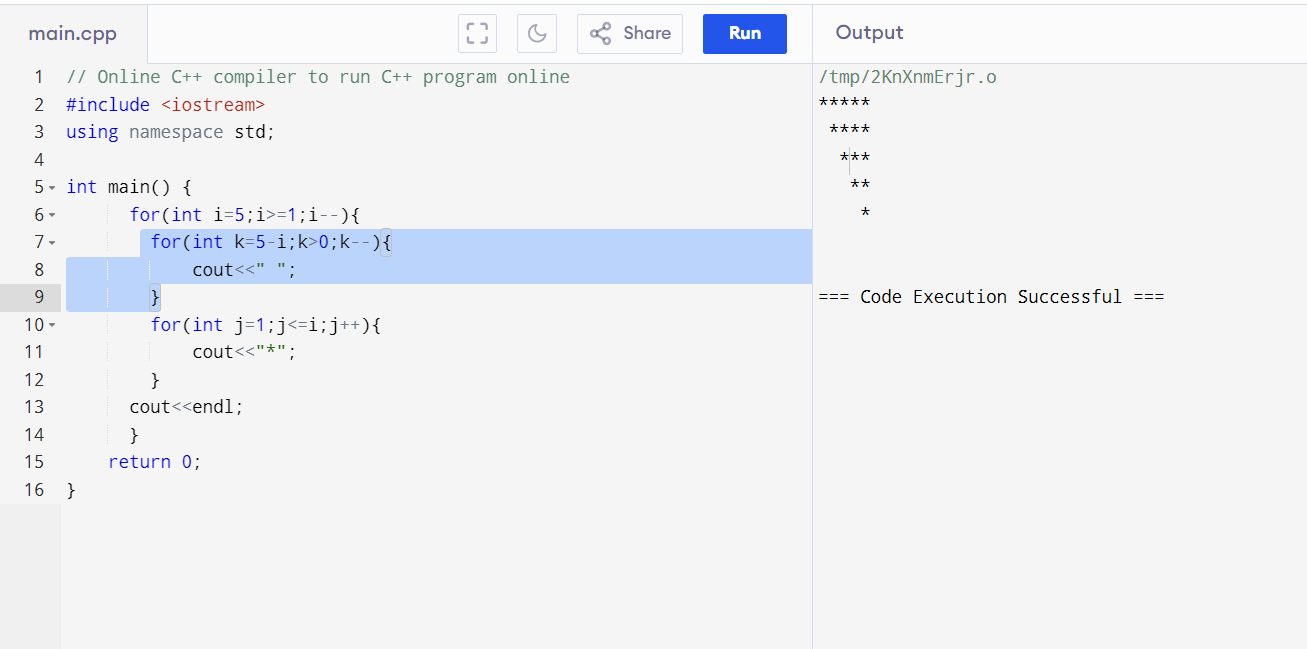 main.cpp
Share
Run
Output
1 // Online C++ compiler to run C++ program online
2 #include <iostream>
3 using namespace std;
4
5 int main() {
6       for(int i=5;i>=1;i--){
7         for(int k=5-i;k>0;k--){
8             cout<<" ";
9         }
10         for(int j=1;j<=i;j++){
11             cout<<"*";
12         }
13       cout<<endl;
14       }
15     return 0;
16 }
/tmp/2KnXnmErjr.o
*****
 ****
  ***
   **
    *
=== Code Execution Successful ===